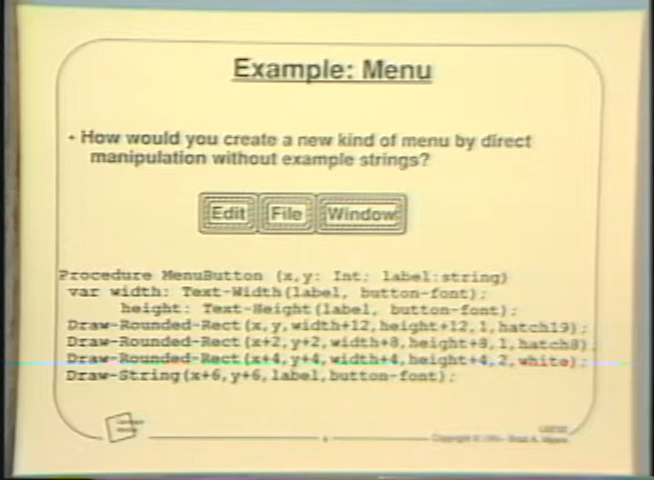 Example: Menu
• How would you create a new kind of menu by direct
manipulation without example strings?
Edit File Window
Procedure MenuButton (x,y: Int; label:string)
var width: Text-Width(label, button-font);
height: Text-Height(label, button-font);
Draw-Rounded-Rect(x,y,width+12,height+12,1,hatch19);
Draw-Rounded-Rect(x+2,y+2,width+8,height+8,1,hatch8);
Draw-Rounded-Rect(x+4,y+4,width+4,height+4,2,white);
Draw-String(x+6,y+6,label,button-font);
Copyright © Brad A. Myers